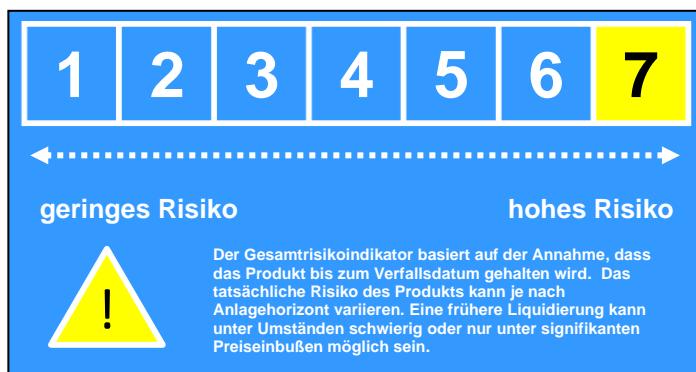 1 2 3 4 5 6 7
geringes Risiko hohes Risiko
!
Der Gesamtrisikoindikator basiert auf der Annahme, dass
das Produkt bis zum Verfallsdatum gehalten wird. Das
tatsächliche Risiko des Produkts kann je nach
Anlagehorizont variieren. Eine frühere Liquidierung kann
unter Umständen schwierig oder nur unter signifikanten
Preiseinbußen möglich sein.